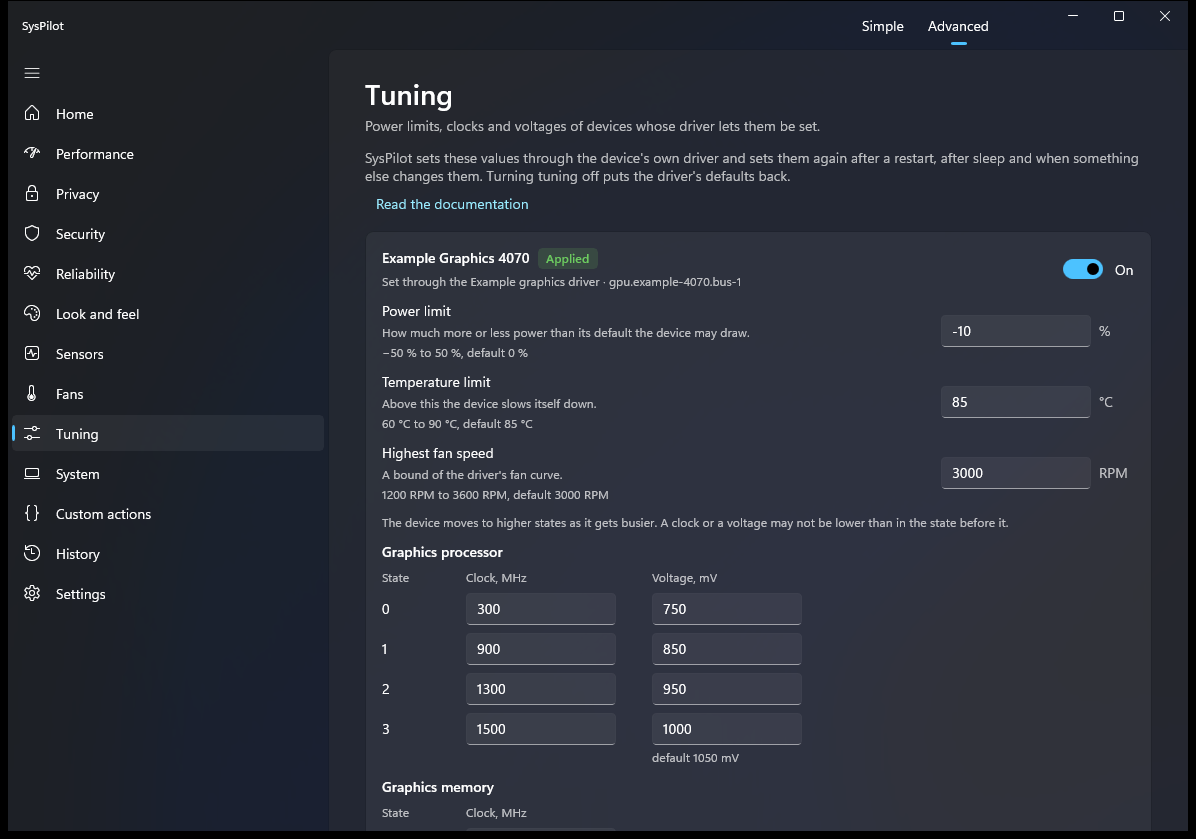 SysPilot
Simple
Advanced
Home
Performance
Privacy
Security
Reliability
Look and feel
Sensors
Fans
Tuning
System
Custom actions
History
Settings
Tuning
Power limits, clocks and voltages of devices whose driver lets them be set.
SysPilot sets these values through the device's own driver and sets them again after a restart, after sleep and when something
else changes them. Turning tuning off puts the driver's defaults back.
Read the documentation
Example Graphics 4070 Applied
On
Set through the Example graphics driver · gpu.example-4070.bus-1
Power limit
How much more or less power than its default the device may draw.
−50 % to 50 %, default 0 %
-10 %
Temperature limit
Above this the device slows itself down.
60 °C to 90 °C, default 85 °C
85 °C
Highest fan speed
A bound of the driver's fan curve.
1200 RPM to 3600 RPM, default 3000 RPM
3000 RPM
The device moves to higher states as it gets busier. A clock or a voltage may not be lower than in the state before it.
Graphics processor
State Clock, MHz Voltage, mV
0 300 750
1 900 850
2 1300 950
3 1500 1000
default 1050 mV
Graphics memory
State Clock, MHz